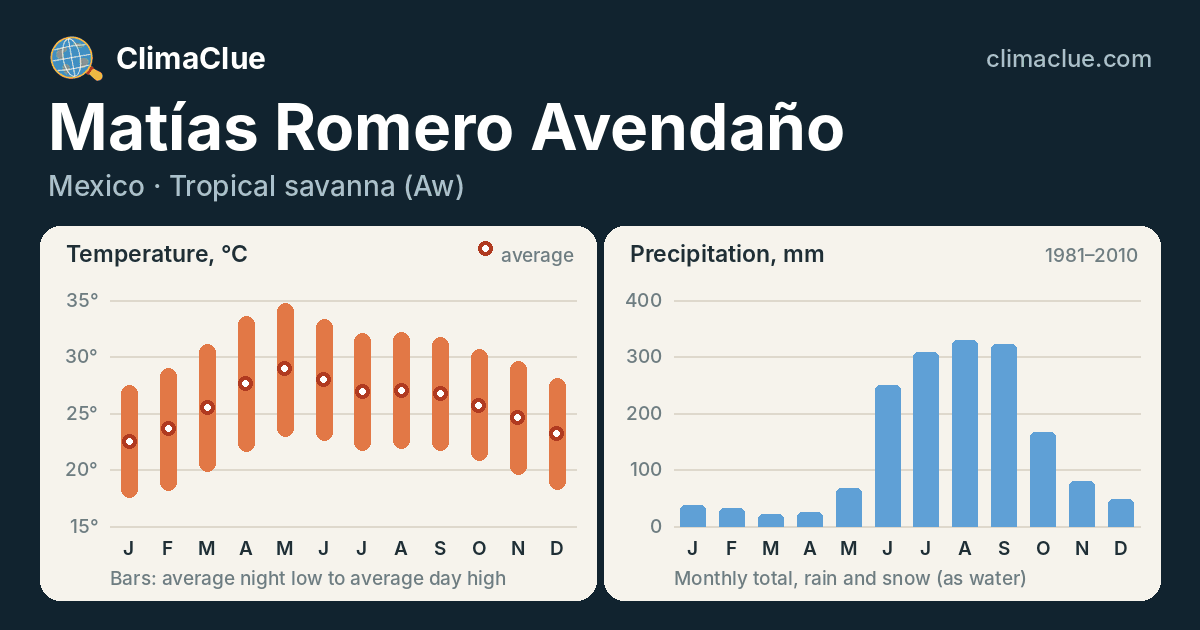 ClimaClue
climaclue.com
Matías Romero Avendaño
Mexico · Tropical savanna (Aw)
Temperature, °C
average
35°
30°
25°
20°
15°
J F M A M J J A S O N D
Bars: average night low to average day high
Precipitation, mm
1981–2010
400
300
200
100
0
J F M A M J J A S O N D
Monthly total, rain and snow (as water)